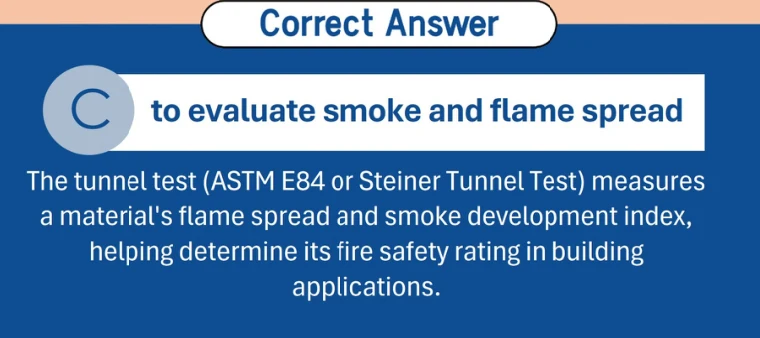 Correct Answer
C to evaluate smoke and flame spread
The tunnel test (ASTM E84 or Steiner Tunnel Test) measures
a material's flame spread and smoke development index,
helping determine its fire safety rating in building
applications.